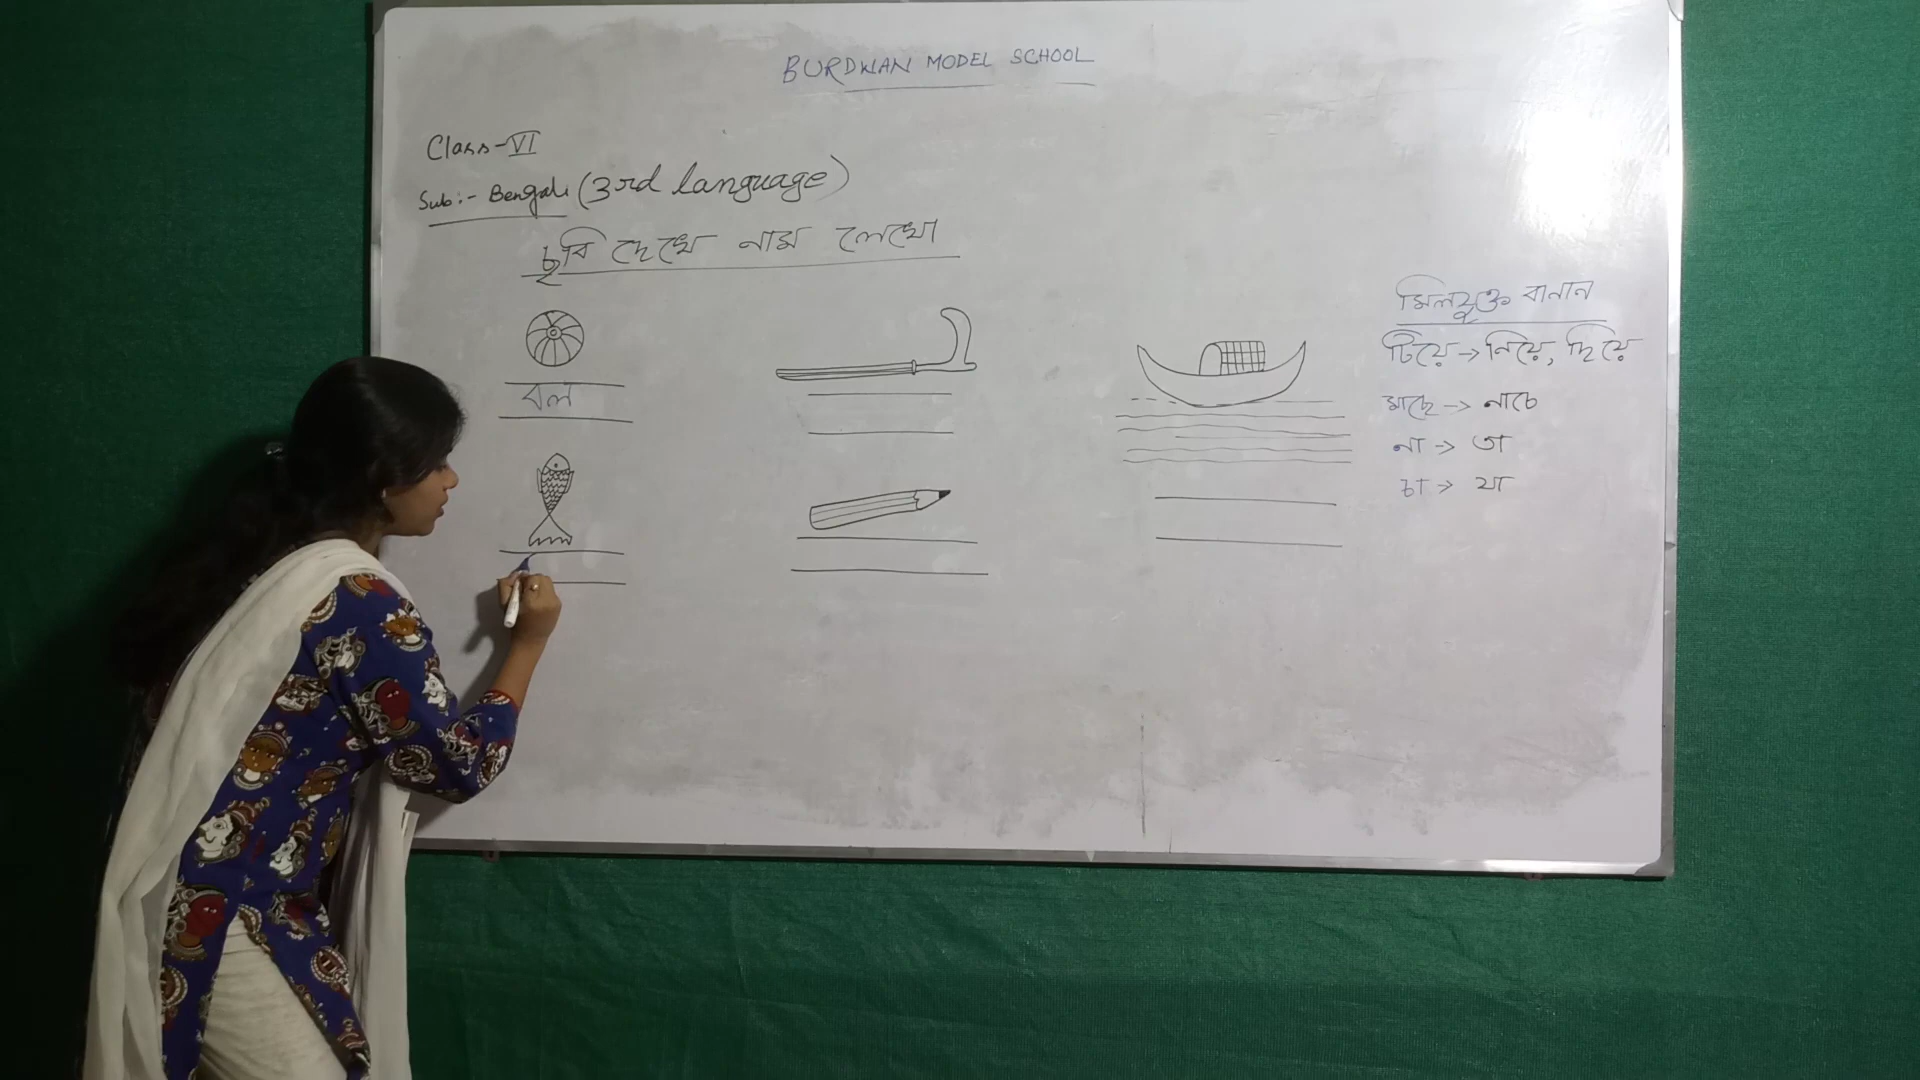 BURDWAN MODEL SCHOOL
Class-VI
Sub:- Bengali (3rd language)
ছবি দেখে নাম লেখো
বল
মিলযুক্ত বানান
টিয়ে → নিয়ে, দিয়ে
মাছে → নাচে
না → তা
চা → যা